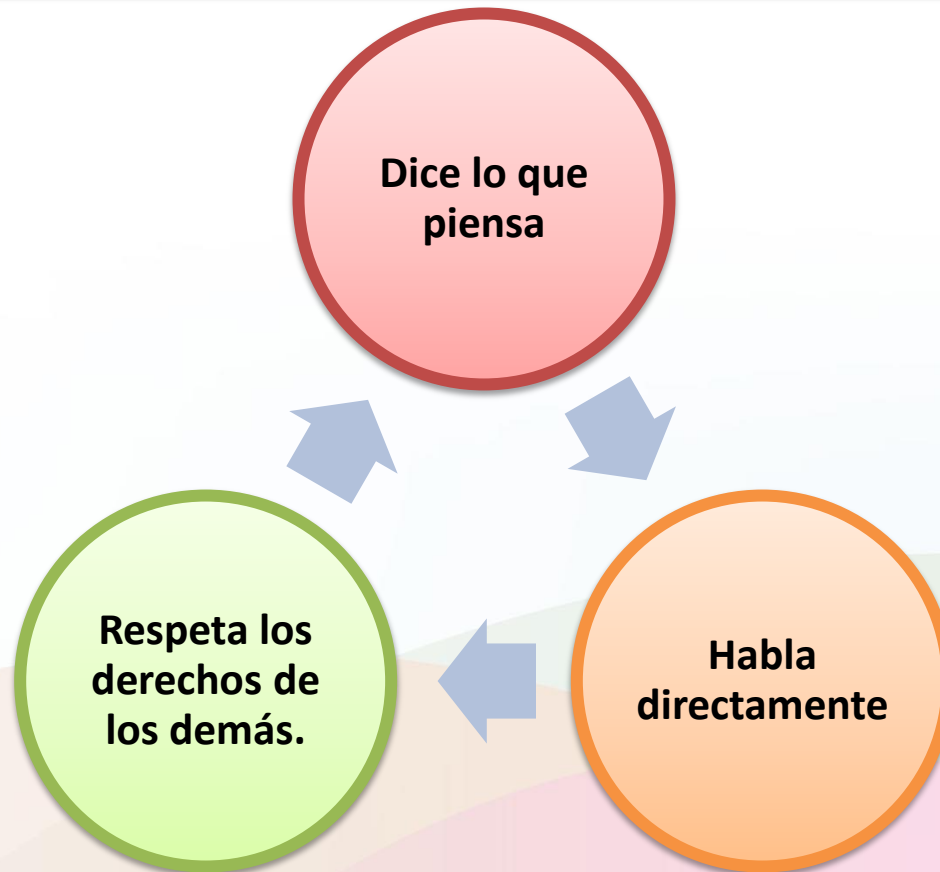 Dice lo que
piensa
Habla
directamente
Respeta los
derechos de
los demás.